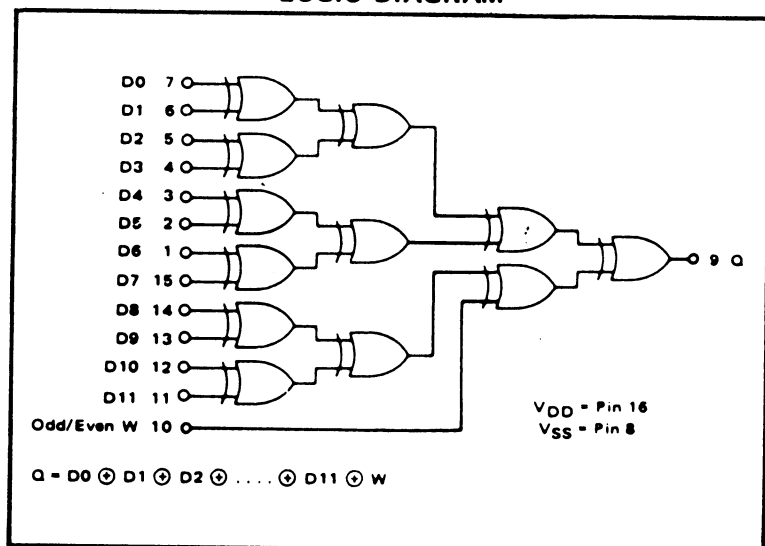 D0 7
D1 6
D2 5
D3 4
D4 3
D5 2
D6 1
D7 15
D8 14
D9 13
D10 12
D11 11
Odd/Even W 10
9 Q
VDD = Pin 16
VSS = Pin 8
Q = D0 ⊕ D1 ⊕ D2 ⊕ .... ⊕ D11 ⊕ W